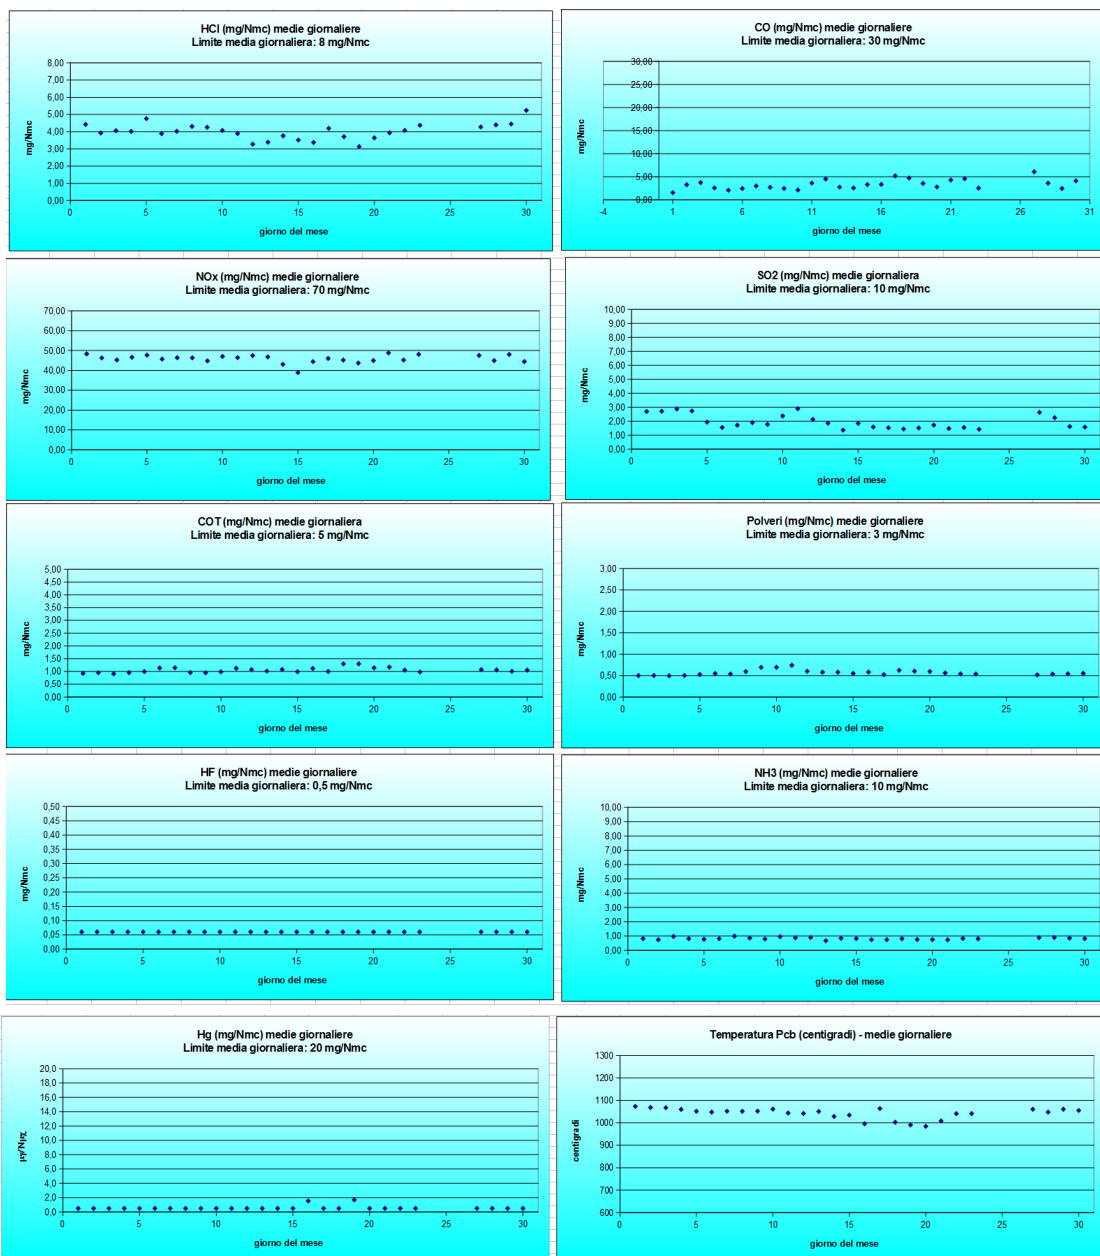 HCl (mg/Nmc) medie giornaliere
Limite media giornaliera: 8 mg/Nmc
8,00
7,00
6,00
5,00
4,00
3,00
2,00
1,00
0,00
mg/Nmc
0 5 10 15 20 25 30
giorno del mese
CO (mg/Nmc) medie giornaliere
Limite media giornaliera: 30 mg/Nmc
30,00
25,00
20,00
15,00
10,00
5,00
0,00
mg/Nmc
-4 1 6 11 16 21 26 31
giorno del mese
NOx (mg/Nmc) medie giornaliere
Limite media giornaliera: 70 mg/Nmc
70,00
60,00
50,00
40,00
30,00
20,00
10,00
0,00
mg/Nmc
0 5 10 15 20 25 30
giorno del mese
SO2 (mg/Nmc) medie giornaliera
Limite media giornaliera: 10 mg/Nmc
10,00
9,00
8,00
7,00
6,00
5,00
4,00
3,00
2,00
1,00
0,00
mg/Nmc
0 5 10 15 20 25 30
giorno del mese
COT (mg/Nmc) medie giornaliera
Limite media giornaliera: 5 mg/Nmc
5,00
4,50
4,00
3,50
3,00
2,50
2,00
1,50
1,00
0,50
0,00
mg/Nmc
0 5 10 15 20 25 30
giorno del mese
Polveri (mg/Nmc) medie giornaliere
Limite media giornaliera: 3 mg/Nmc
3,00
2,50
2,00
1,50
1,00
0,50
0,00
mg/Nmc
0 5 10 15 20 25 30
giorno del mese
HF (mg/Nmc) medie giornaliere
Limite media giornaliera: 0,5 mg/Nmc
0,50
0,45
0,40
0,35
0,30
0,25
0,20
0,15
0,10
0,05
0,00
mg/Nmc
0 5 10 15 20 25 30
giorno del mese
NH3 (mg/Nmc) medie giornaliere
Limite media giornaliera: 10 mg/Nmc
10,00
9,00
8,00
7,00
6,00
5,00
4,00
3,00
2,00
1,00
0,00
mg/Nmc
0 5 10 15 20 25 30
giorno del mese
Hg (mg/Nmc) medie giornaliere
Limite media giornaliera: 20 mg/Nmc
20,0
18,0
16,0
14,0
12,0
10,0
8,0
6,0
4,0
2,0
0,0
0 5 10 15 20 25 30
giorno del mese
Temperatura Pcb (centigradi) - medie giornaliere
1300
1200
1100
1000
900
800
700
600
centigradi
0 5 10 15 20 25 30
giorno del mese